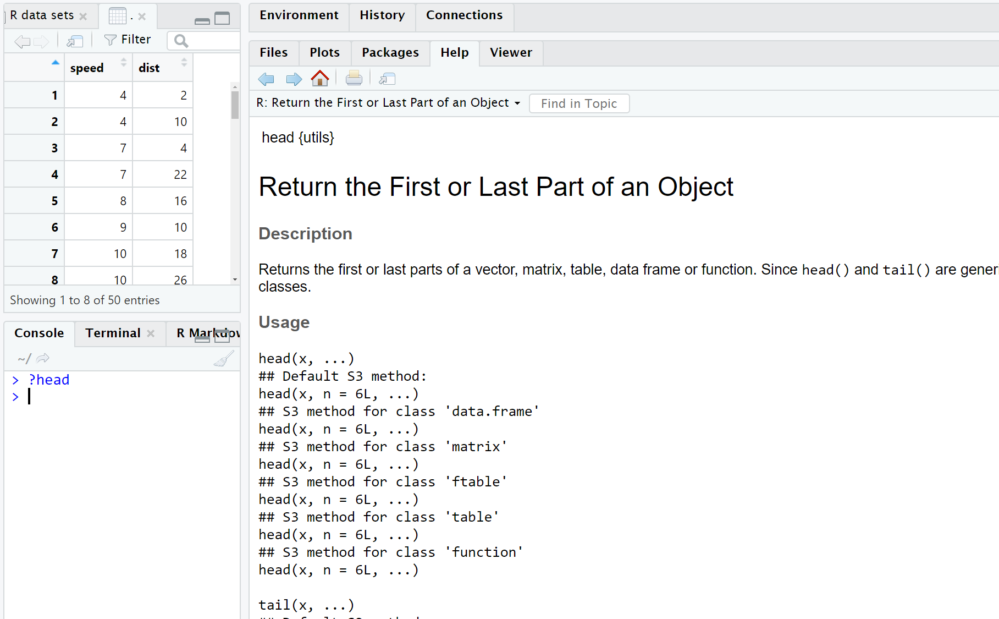 R data sets
.
Filter
speed dist
1 4 2
2 4 10
3 7 4
4 7 22
5 8 16
6 9 10
7 10 18
8 10 26
Showing 1 to 8 of 50 entries
Console Terminal R Markdow
~/
> ?head
>
Environment History Connections
Files Plots Packages Help Viewer
R: Return the First or Last Part of an Object Find in Topic
head {utils}
Return the First or Last Part of an Object
Description
Returns the first or last parts of a vector, matrix, table, data frame or function. Since head() and tail() are generi
classes.
Usage
head(x, ...)
## Default S3 method:
head(x, n = 6L, ...)
## S3 method for class 'data.frame'
head(x, n = 6L, ...)
## S3 method for class 'matrix'
head(x, n = 6L, ...)
## S3 method for class 'ftable'
head(x, n = 6L, ...)
## S3 method for class 'table'
head(x, n = 6L, ...)
## S3 method for class 'function'
head(x, n = 6L, ...)
tail(x, ...)